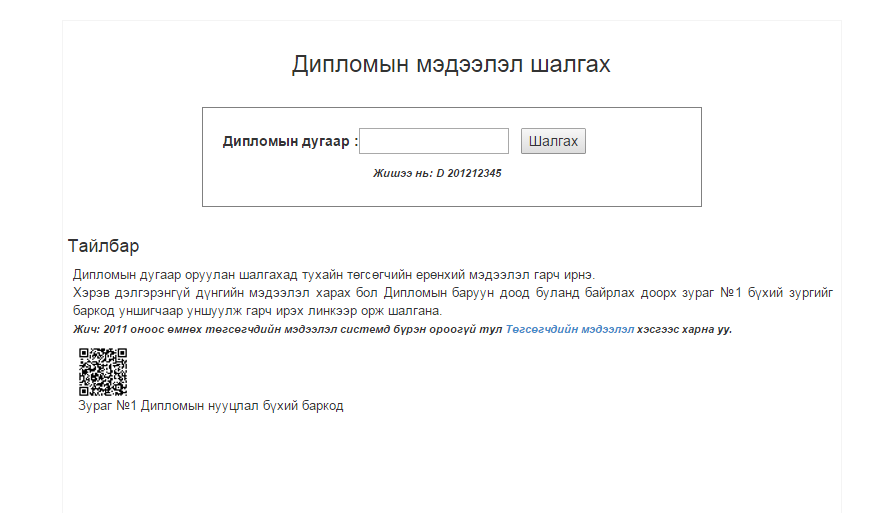 Дипломын мэдээлэл шалгах
Дипломын дугаар : Шалгах
Жишээ нь: D 201212345
Тайлбар
Дипломын дугаар оруулан шалгахад тухайн төгсөгчийн ерөнхий мэдээлэл гарч ирнэ.
Хэрэв дэлгэрэнгүй дүнгийн мэдээлэл харах бол Дипломын баруун доод буланд байрлах доорх зураг №1 бүхий зургийг
баркод уншигчаар уншуулж гарч ирэх линкээр орж шалгана.
Жич: 2011 оноос өмнөх төгсөгчдийн мэдээлэл системд бүрэн ороогүй тул Төгсөгчдийн мэдээлэл хэсгээс харна уу.
Зураг №1 Дипломын нууцлал бүхий баркод